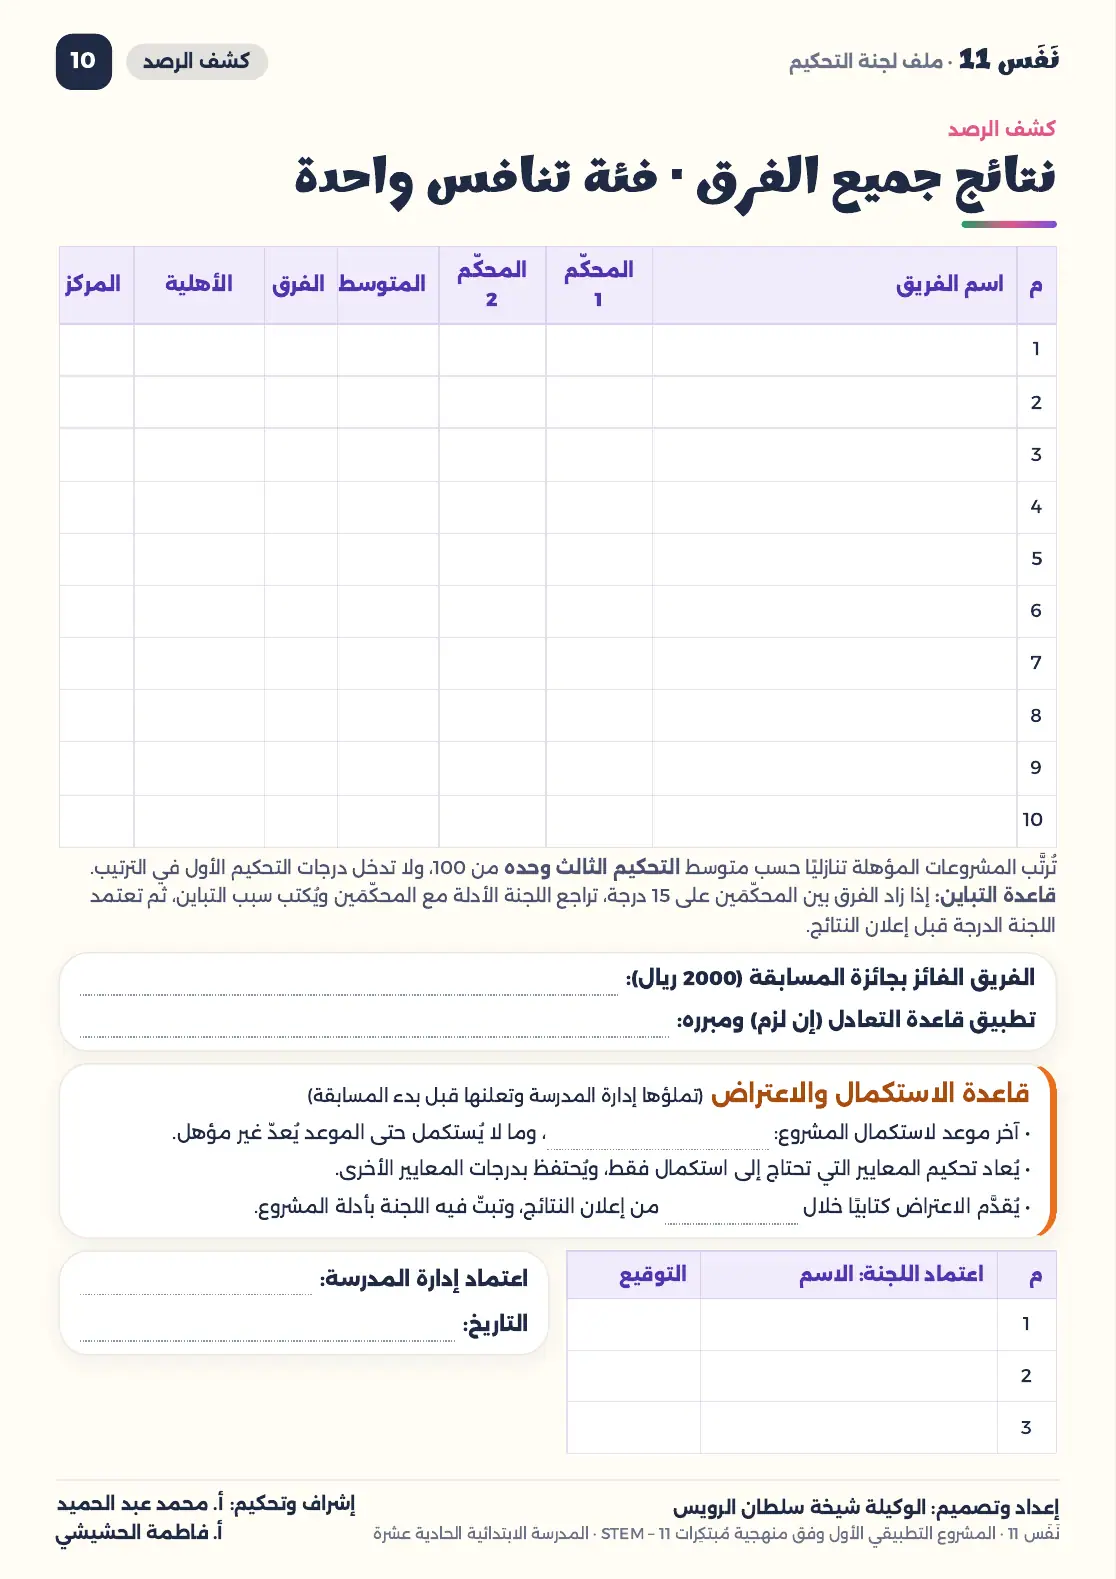 نَفَس 11 · ملف لجنة التحكيم
كشف الرصد
10
كشف الرصد
نتائج جميع الفرق · فئة تنافس واحدة
م اسم الفريق المحكّم 1 المحكّم 2 المتوسط الفرق الأهلية المركز
1
2
3
4
5
6
7
8
9
10
تُرتَّب المشروعات المؤهلة تنازليًا حسب متوسط التحكيم الثالث وحده من 100، ولا تدخل درجات التحكيم الأول في الترتيب.
قاعدة التباين: إذا زاد الفرق بين المحكّمَين على 15 درجة، تراجع اللجنة الأدلة مع المحكّمَين ويُكتب سبب التباين، ثم تعتمد
اللجنة الدرجة قبل إعلان النتائج.
الفريق الفائز بجائزة المسابقة (2000 ريال):
تطبيق قاعدة التعادل (إن لزم) ومبرره:
قاعدة الاستكمال والاعتراض (تملؤها إدارة المدرسة وتعلنها قبل بدء المسابقة)
• آخر موعد لاستكمال المشروع: ، وما لا يُستكمل حتى الموعد يُعدّ غير مؤهل.
• يُعاد تحكيم المعايير التي تحتاج إلى استكمال فقط، ويُحتفظ بدرجات المعايير الأخرى.
• يُقدَّم الاعتراض كتابيًا خلال من إعلان النتائج، وتبتّ فيه اللجنة بأدلة المشروع.
م اعتماد اللجنة: الاسم التوقيع
1
2
3
اعتماد إدارة المدرسة:
التاريخ:
إعداد وتصميم: الوكيلة شيخة سلطان الرويس
نَفَس 11 · المشروع التطبيقي الأول وفق منهجية مُبتكِرات 11 – STEM · المدرسة الابتدائية الحادية عشرة
إشراف وتحكيم: أ. محمد عبد الحميد
أ. فاطمة الحشيشي